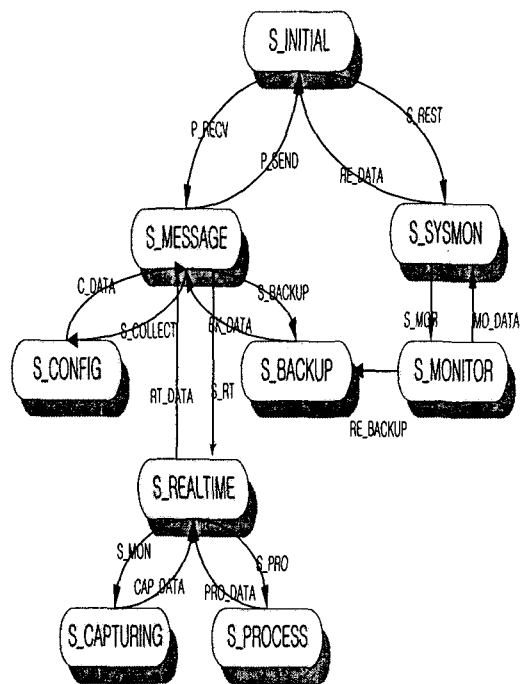 S_INITIAL
P_RECV
S_REST
P_SEND
RE_DATA
S_MESSAGE
S_SYSMON
C_DATA
S_BACKUP
S_COLLECT
BK_DATA
S_MOR
MO_DATA
S_CONFIG
S_BACKUP
S_MONITOR
RT_DATA
S_RT
RE_BACKUP
S_REALTIME
S_MON
S_PRO
CAP_DATA
PRO_DATA
S_CAPTURING
S_PROCESS